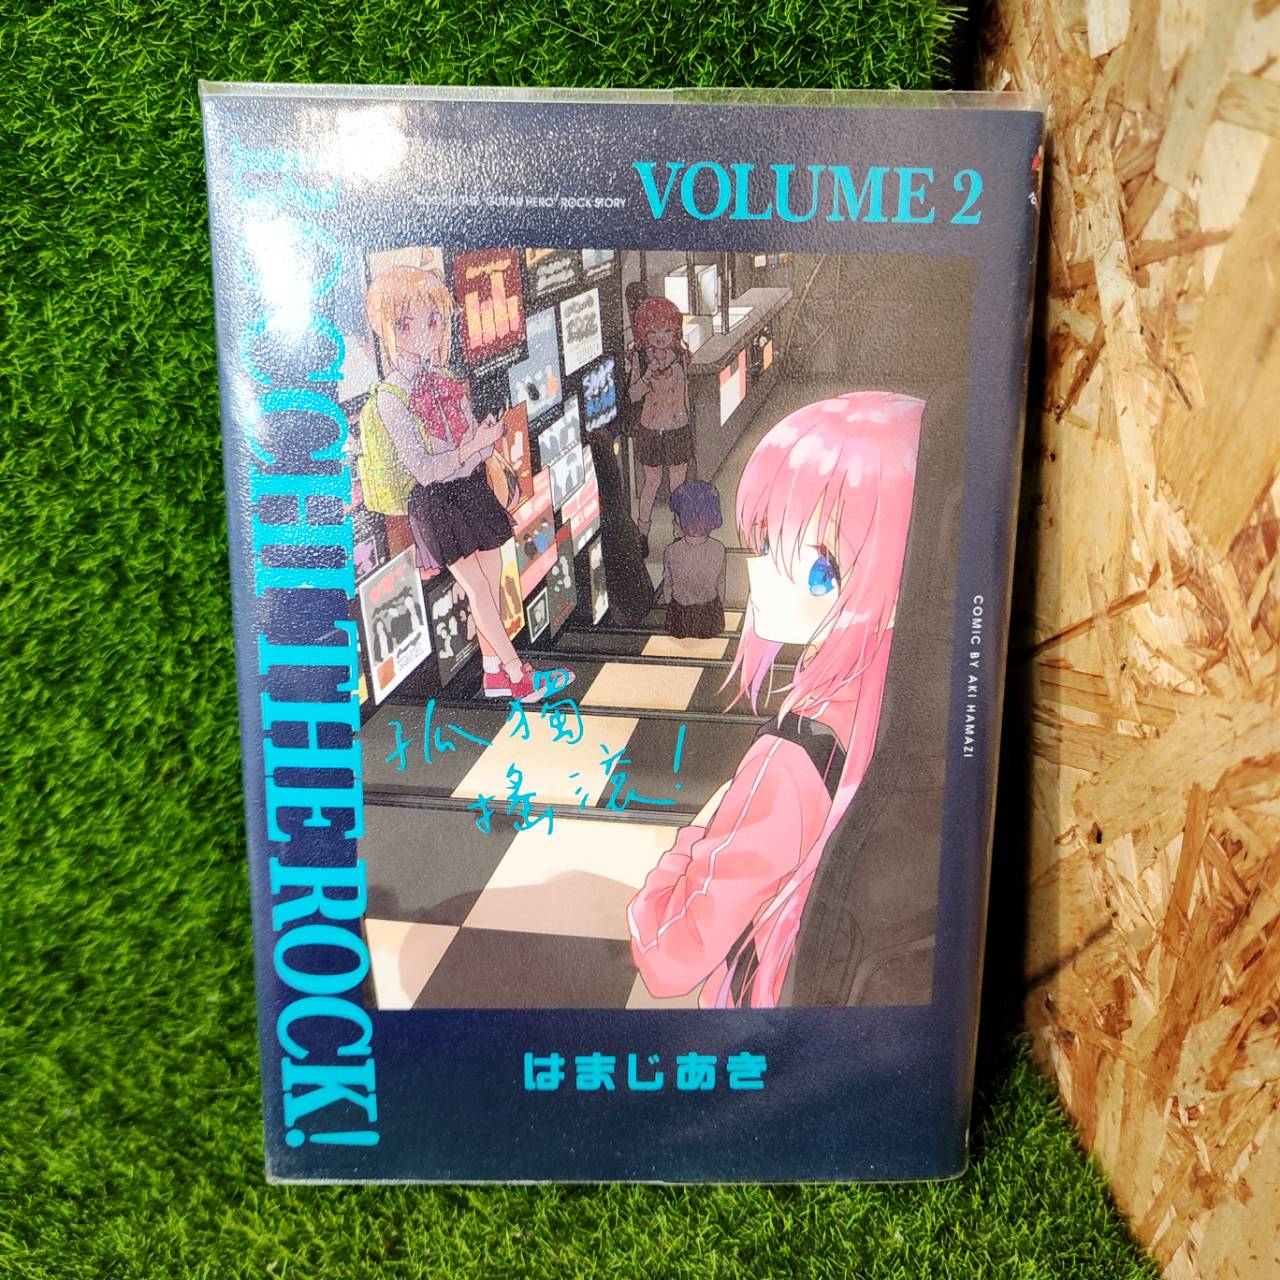 BOCCHI THE ROCK!
BOCCHI THE "GUITAR HERO" ROCK STORY
VOLUME 2
孤獨
搖滾!
COMIC BY AKI HAMAZI
はまじあき